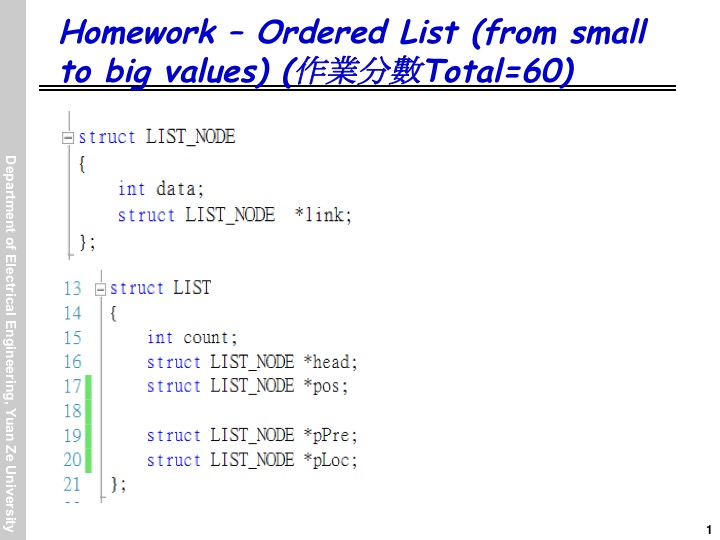 Homework – Ordered List (from small
to big values) (作業分數Total=60)
struct LIST_NODE
{
int data;
struct LIST_NODE *link;
};
13 struct LIST
14 {
15 int count;
16 struct LIST_NODE *head;
17 struct LIST_NODE *pos;
18
19 struct LIST_NODE *pPre;
20 struct LIST_NODE *pLoc;
21 };
Department of Electrical Engineering, Yuan Ze University
1